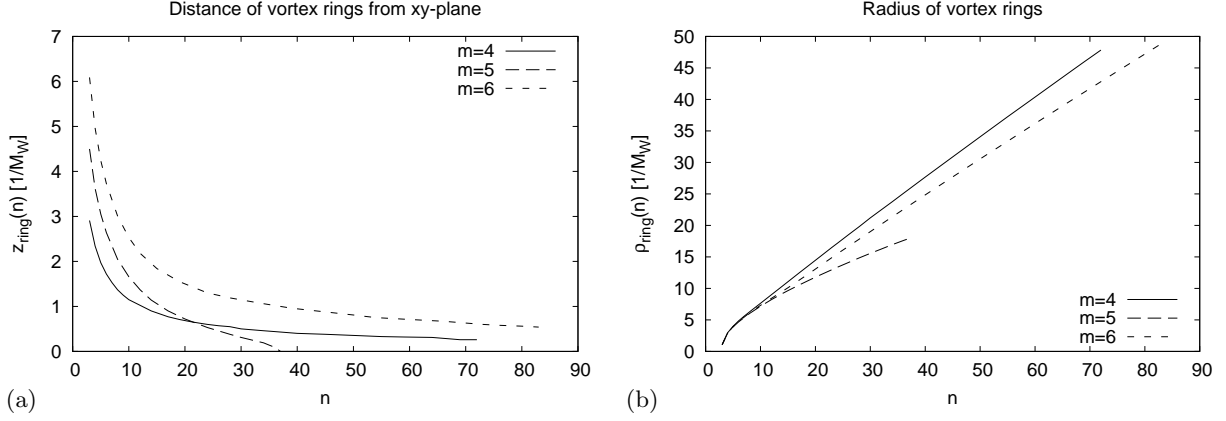 Distance of vortex rings from xy-plane
z_ring(n) [1/M_W]
7
6
5
4
3
2
1
0
m=4
m=5
m=6
0 10 20 30 40 50 60 70 80 90
n
(a)
Radius of vortex rings
ρ_ring(n) [1/M_W]
50
45
40
35
30
25
20
15
10
5
0
m=4
m=5
m=6
0 10 20 30 40 50 60 70 80 90
n
(b)